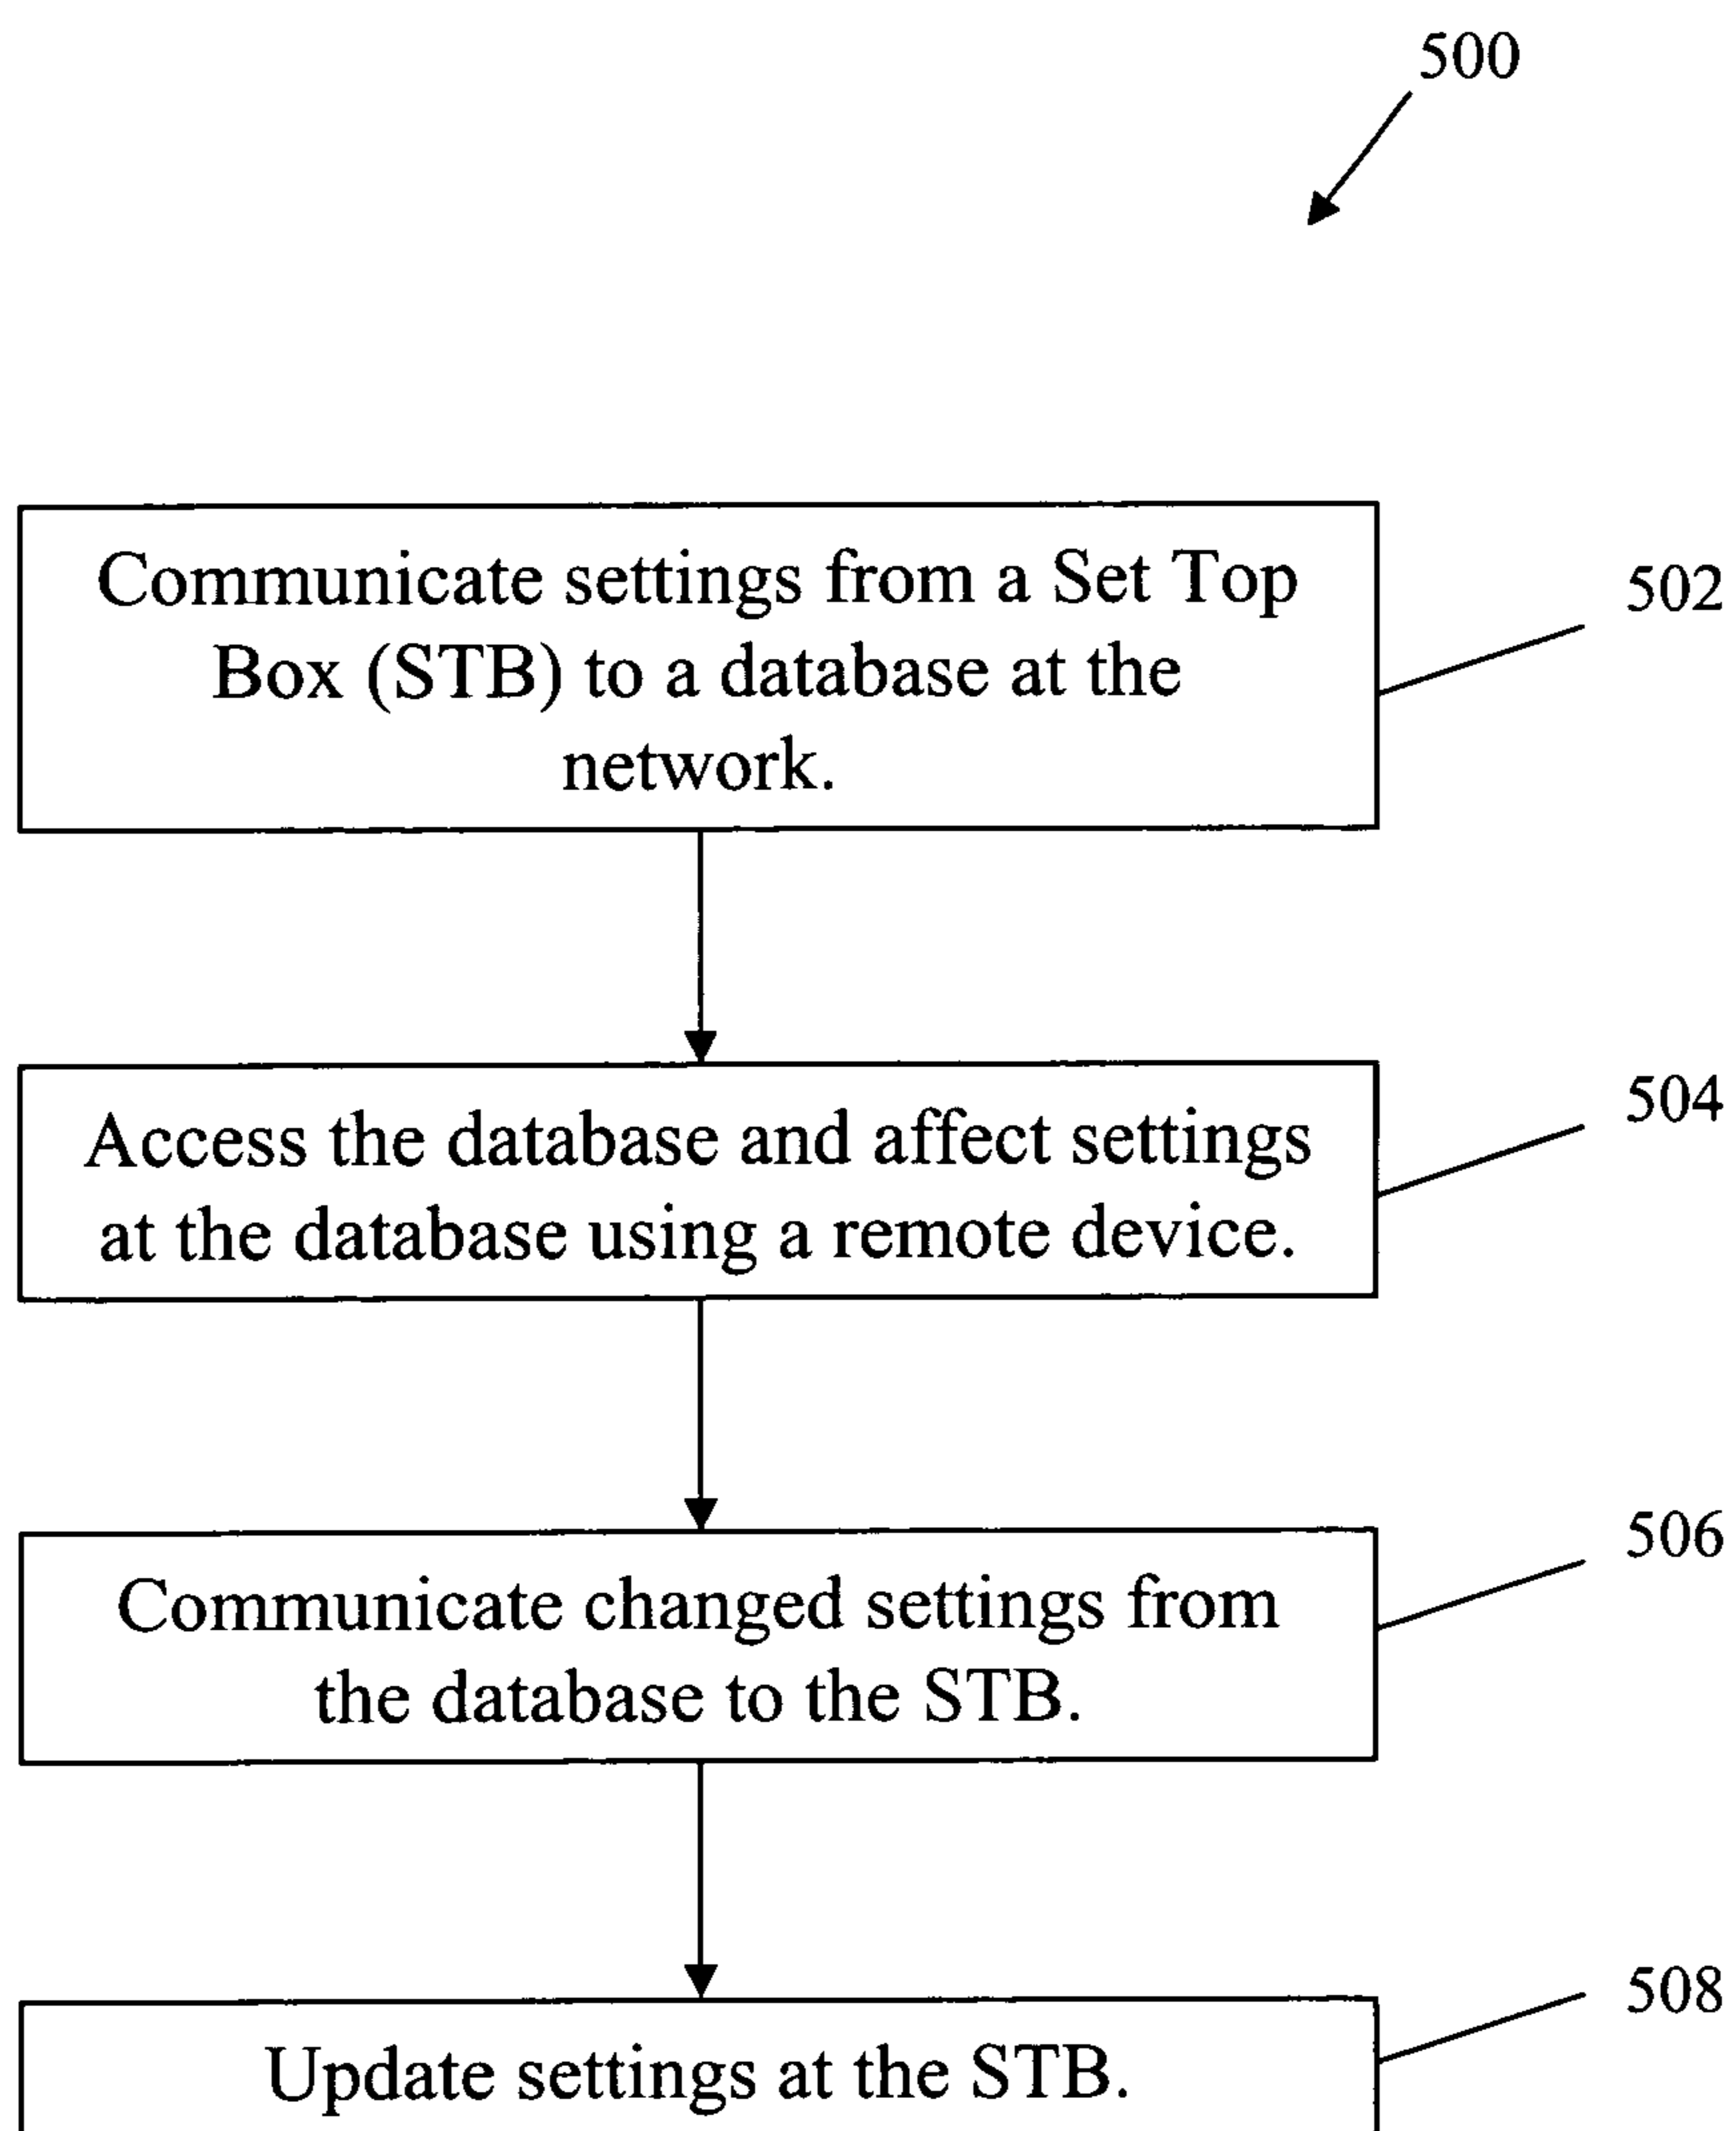 500
Communicate settings from a Set Top
Box (STB) to a database at the
network.
502
Access the database and affect settings
at the database using a remote device.
504
Communicate changed settings from
the database to the STB.
506
Update settings at the STB.
508